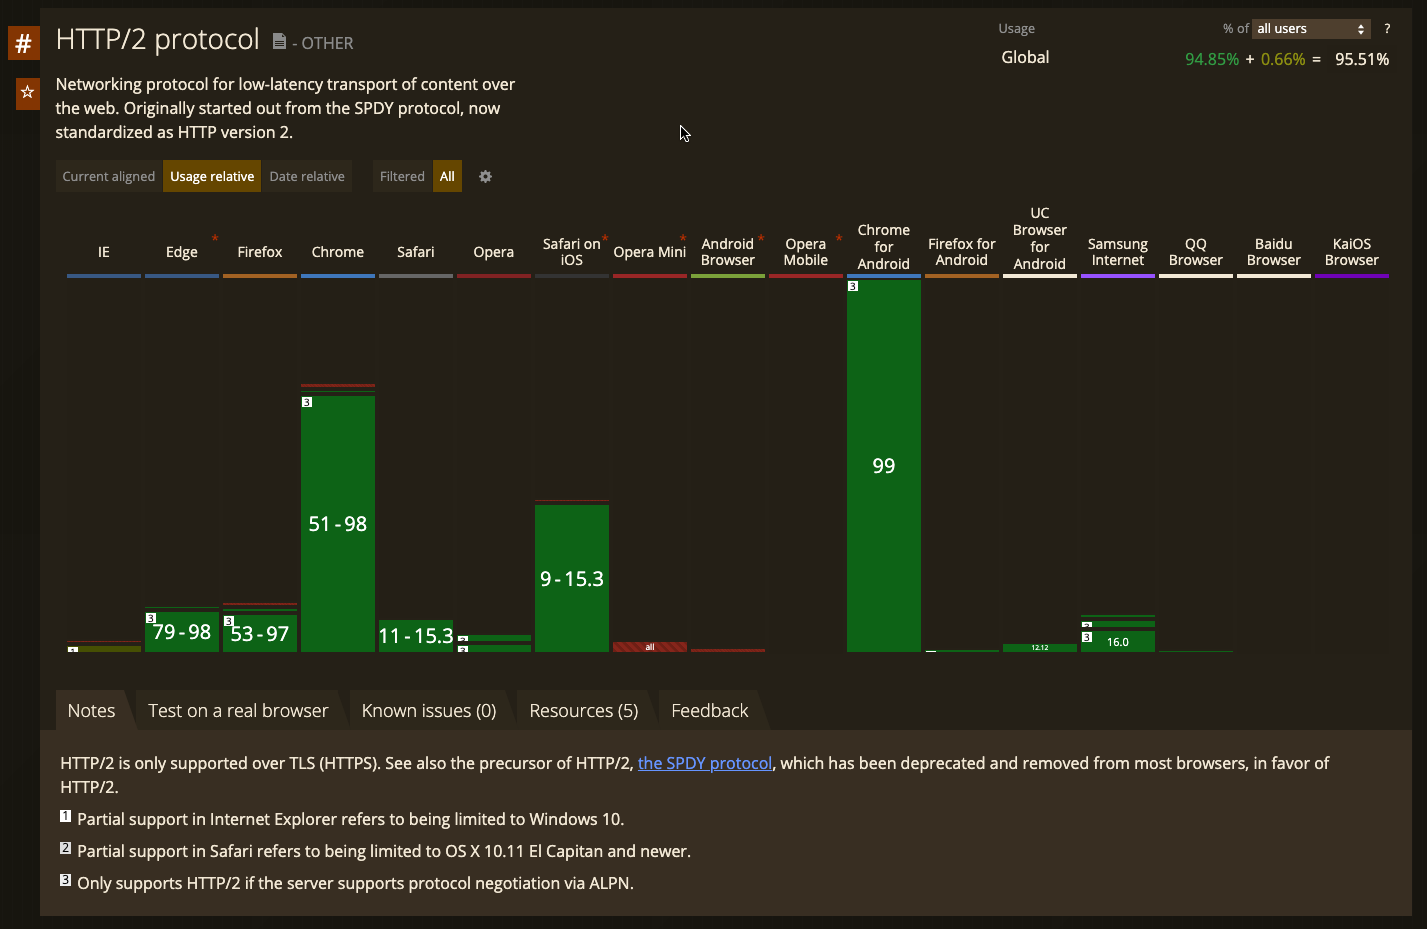 #
HTTP/2 protocol - OTHER
Usage % of all users ?
Global 94.85% + 0.66% = 95.51%
Networking protocol for low-latency transport of content over
the web. Originally started out from the SPDY protocol, now
standardized as HTTP version 2.
Current aligned Usage relative Date relative Filtered All
IE
Edge *
Firefox
Chrome
Safari
Opera
Safari on
iOS *
Opera Mini *
Android
Browser *
Opera
Mobile *
Chrome
for
Android
Firefox for
Android
UC
Browser
for
Android
Samsung
Internet
QQ
Browser
Baidu
Browser
KaiOS
Browser
1
3
79-98
3
53-97
3
51-98
11-15.3
9-15.3
all
3
99
12.12
3
16.0
Notes Test on a real browser Known issues (0) Resources (5) Feedback
HTTP/2 is only supported over TLS (HTTPS). See also the precursor of HTTP/2, the SPDY protocol, which has been deprecated and removed from most browsers, in favor of
HTTP/2.
1 Partial support in Internet Explorer refers to being limited to Windows 10.
2 Partial support in Safari refers to being limited to OS X 10.11 El Capitan and newer.
3 Only supports HTTP/2 if the server supports protocol negotiation via ALPN.